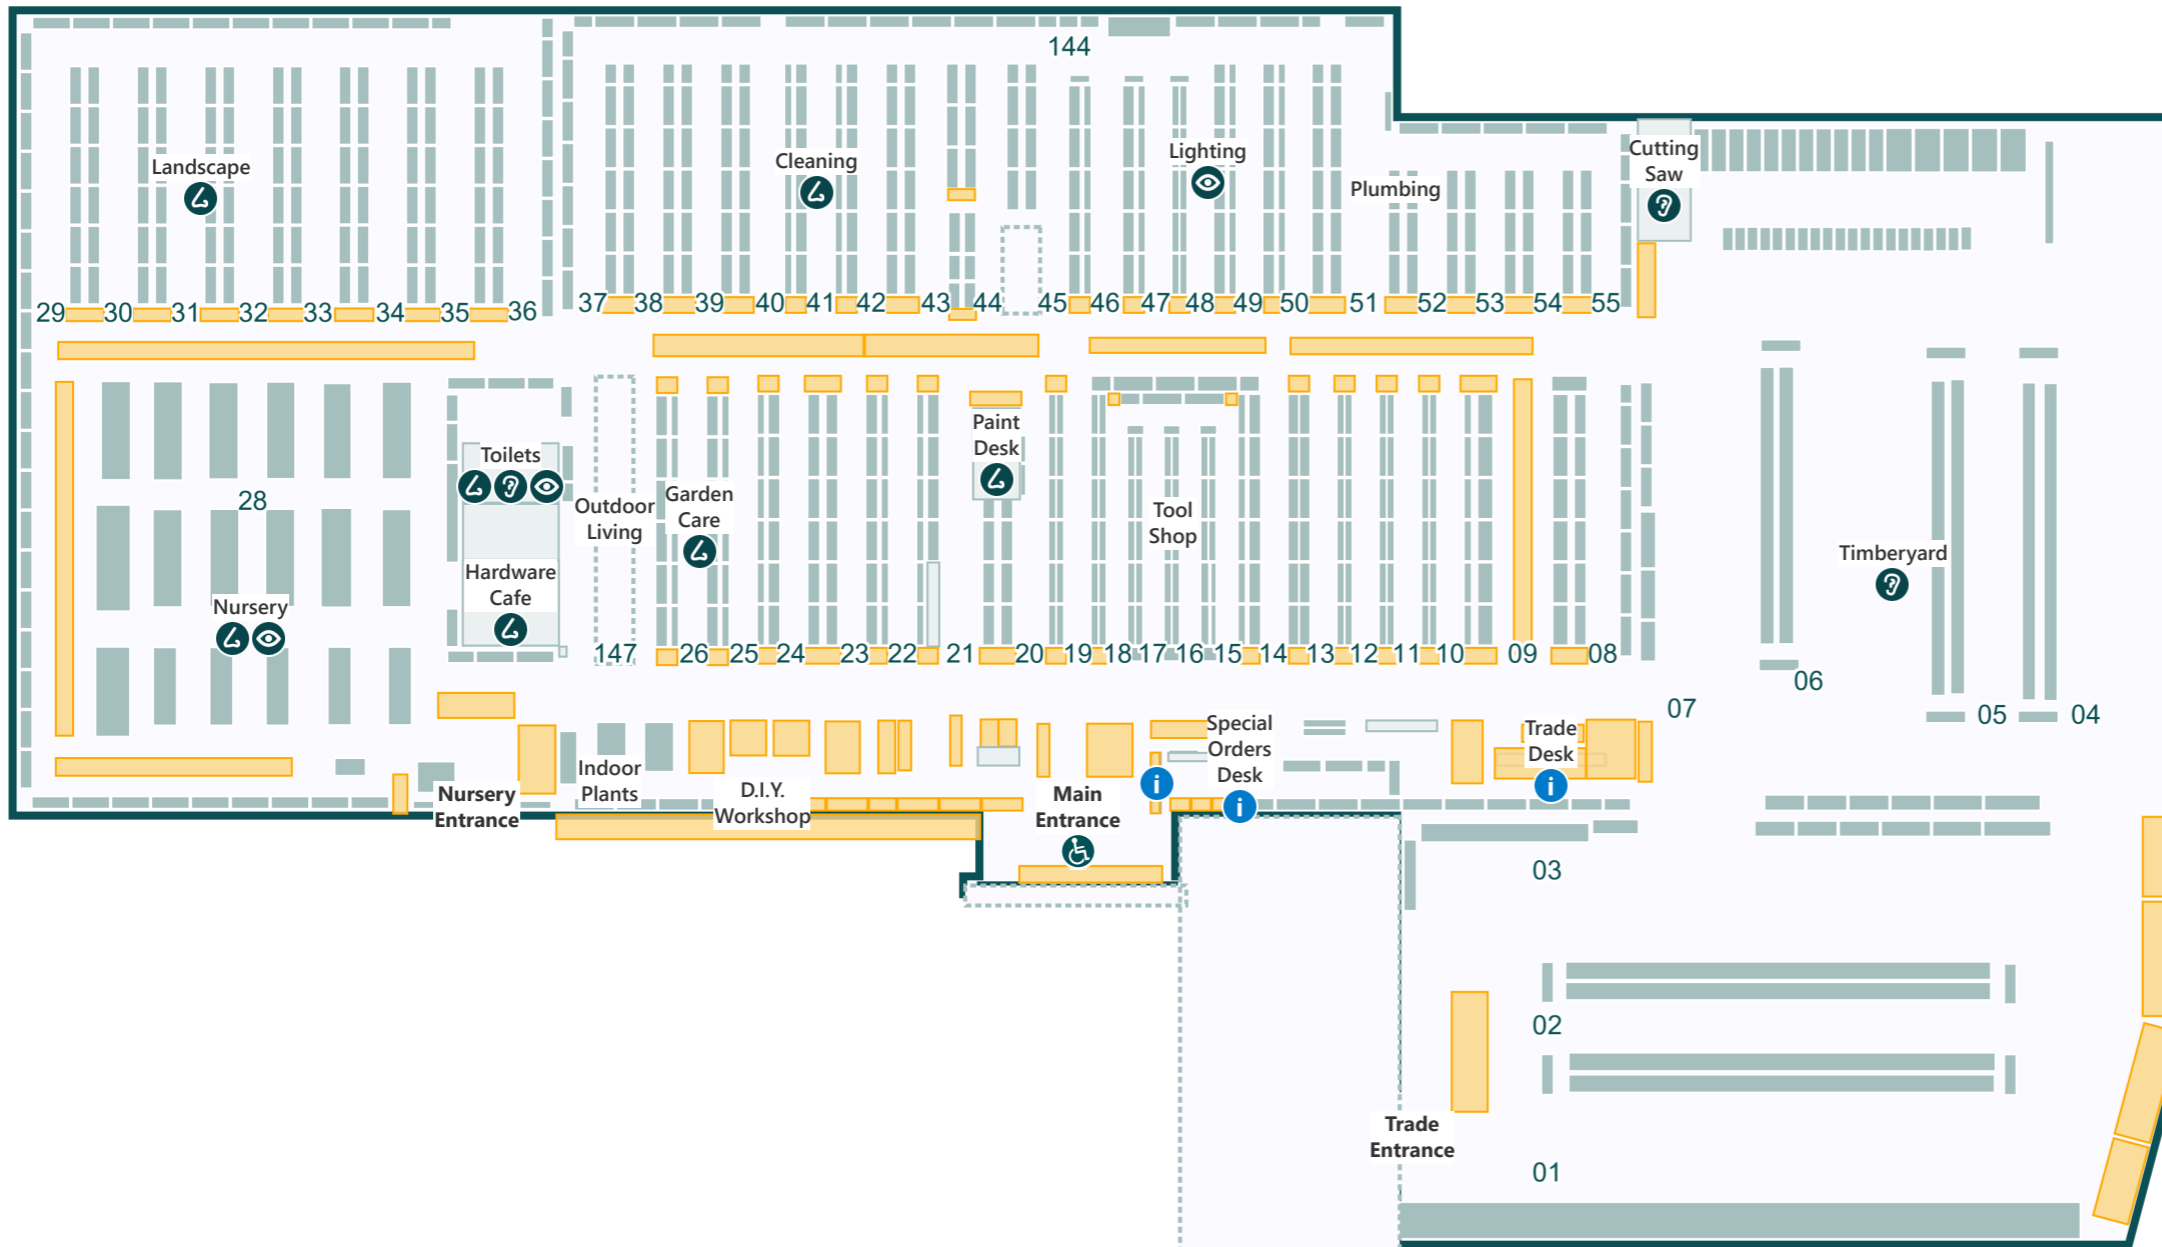 144
Landscape
Cleaning
Lighting
Plumbing
Cutting
Saw
29 30 31 32 33 34 35 36 37 38 39 40 41 42 43 44 45 46 47 48 49 50 51 52 53 54 55
Toilets
Paint
Desk
28
Outdoor
Living
Garden
Care
Tool
Shop
Timberyard
Hardware
Cafe
Nursery
147 26 25 24 23 22 21 20 19 18 17 16 15 14 13 12 11 10 09 08
07 06 05 04
Special
Orders
Desk
Trade
Desk
i
i
i
Indoor
Plants
D.I.Y.
Workshop
Nursery
Entrance
Main
Entrance
03
02
Trade
Entrance
01